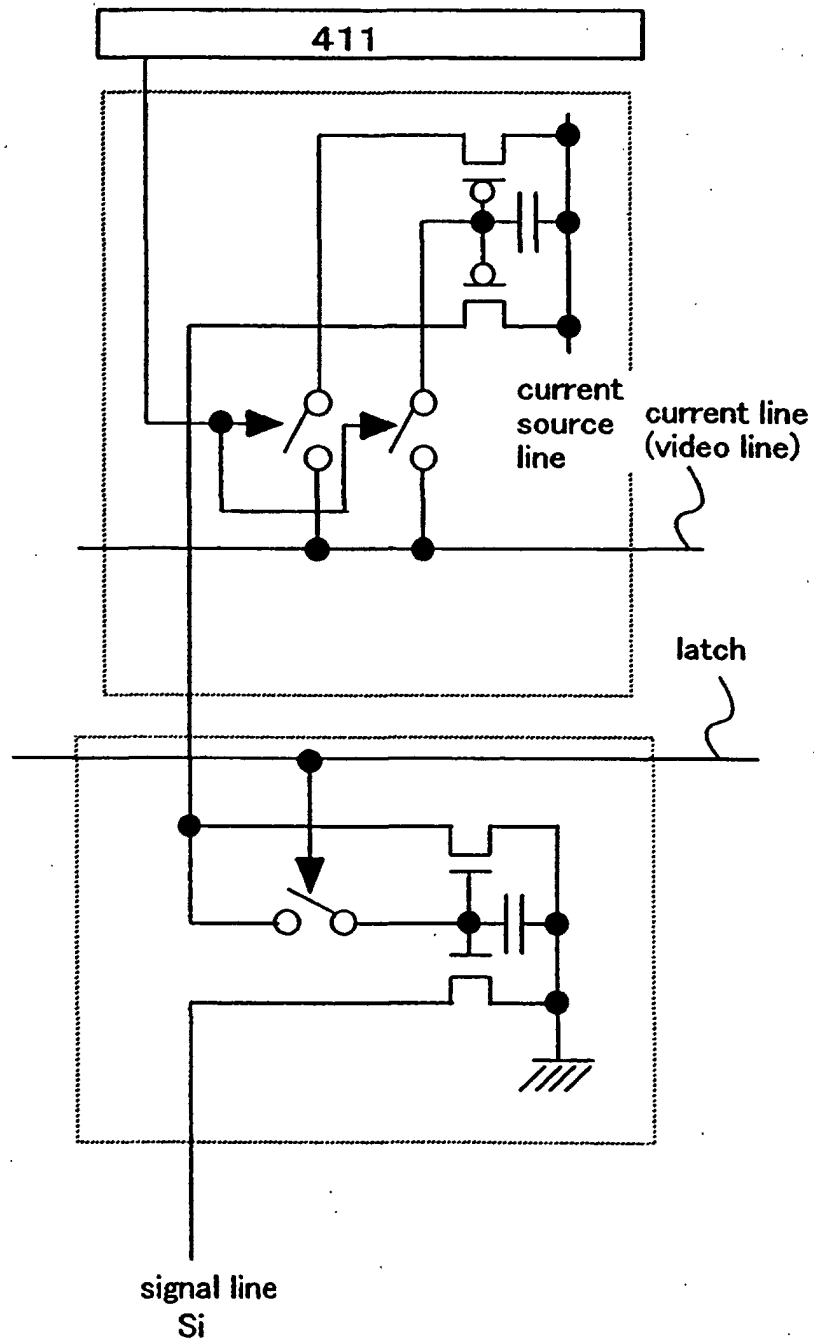 411
current
source
line
current line
(video line)
latch
signal line
Si